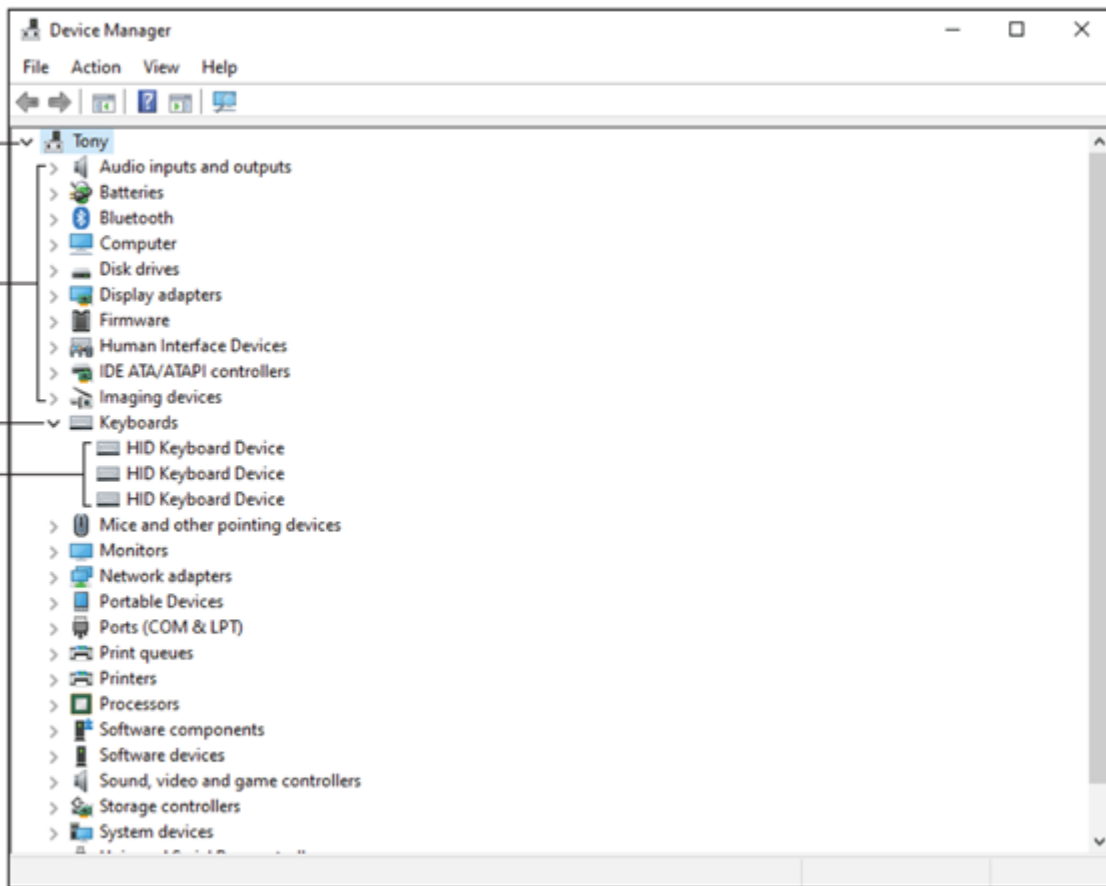 Device Manager
File Action View Help
Tony
Audio inputs and outputs
Batteries
Bluetooth
Computer
Disk drives
Display adapters
Firmware
Human Interface Devices
IDE ATA/ATAPI controllers
Imaging devices
Keyboards
HID Keyboard Device
HID Keyboard Device
HID Keyboard Device
Mice and other pointing devices
Monitors
Network adapters
Portable Devices
Ports (COM & LPT)
Print queues
Printers
Processors
Software components
Software devices
Sound, video and game controllers
Storage controllers
System devices